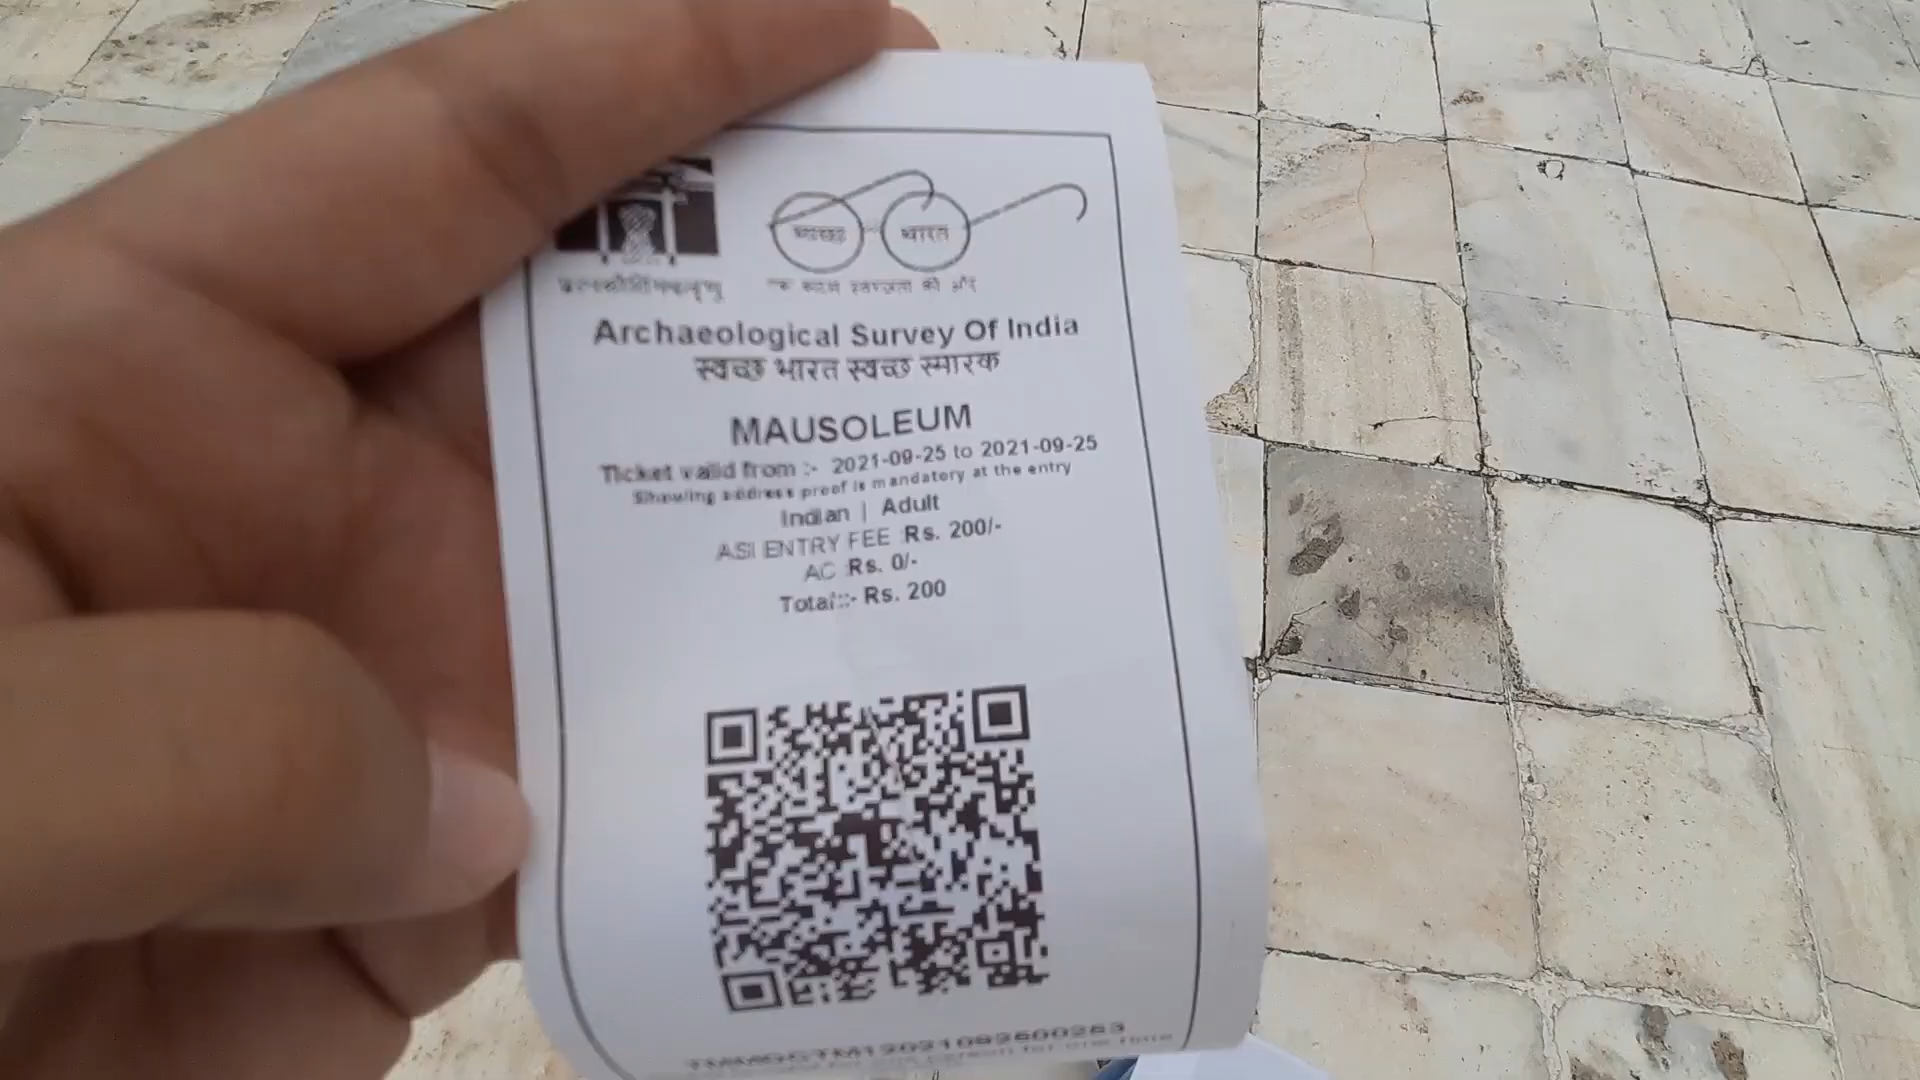 भारत
Archaeological Survey Of India
स्वच्छ भारत स्वच्छ स्मारक
MAUSOLEUM
Ticket valid from :- 2021-09-25 to 2021-09-25
Showing address proof is mandatory at the entry
Indian | Adult
ASI ENTRY FEE :Rs. 200/-
AC :Rs. 0/-
Total::- Rs. 200